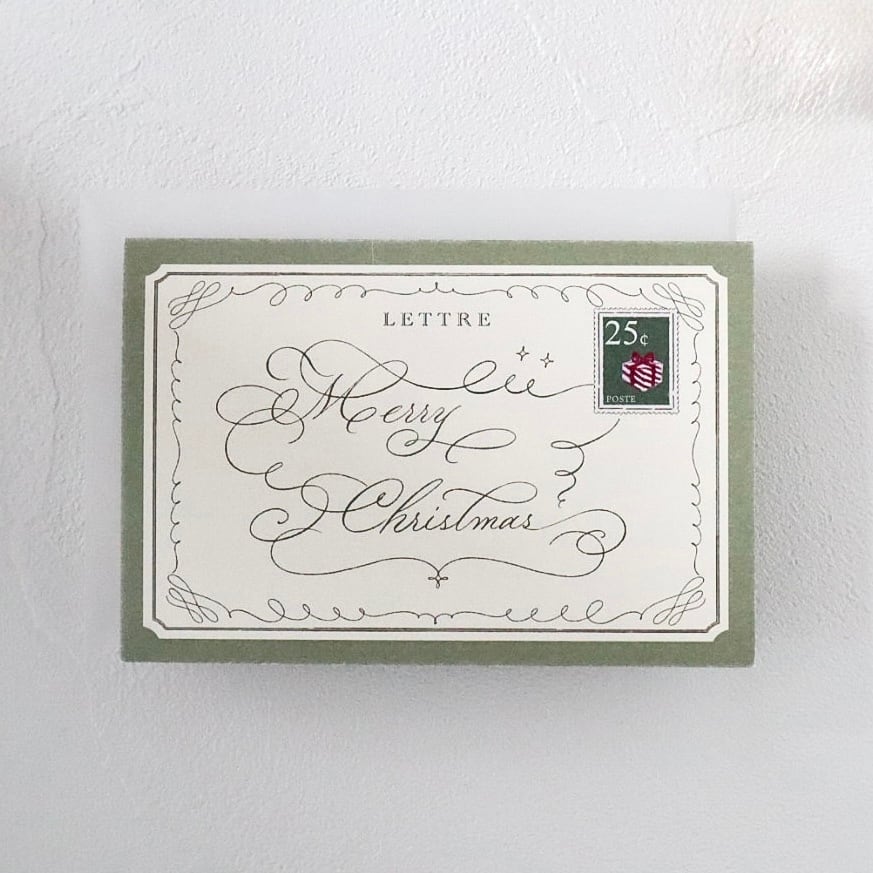 LETTRE
25¢
POSTE
Merry
Christmas